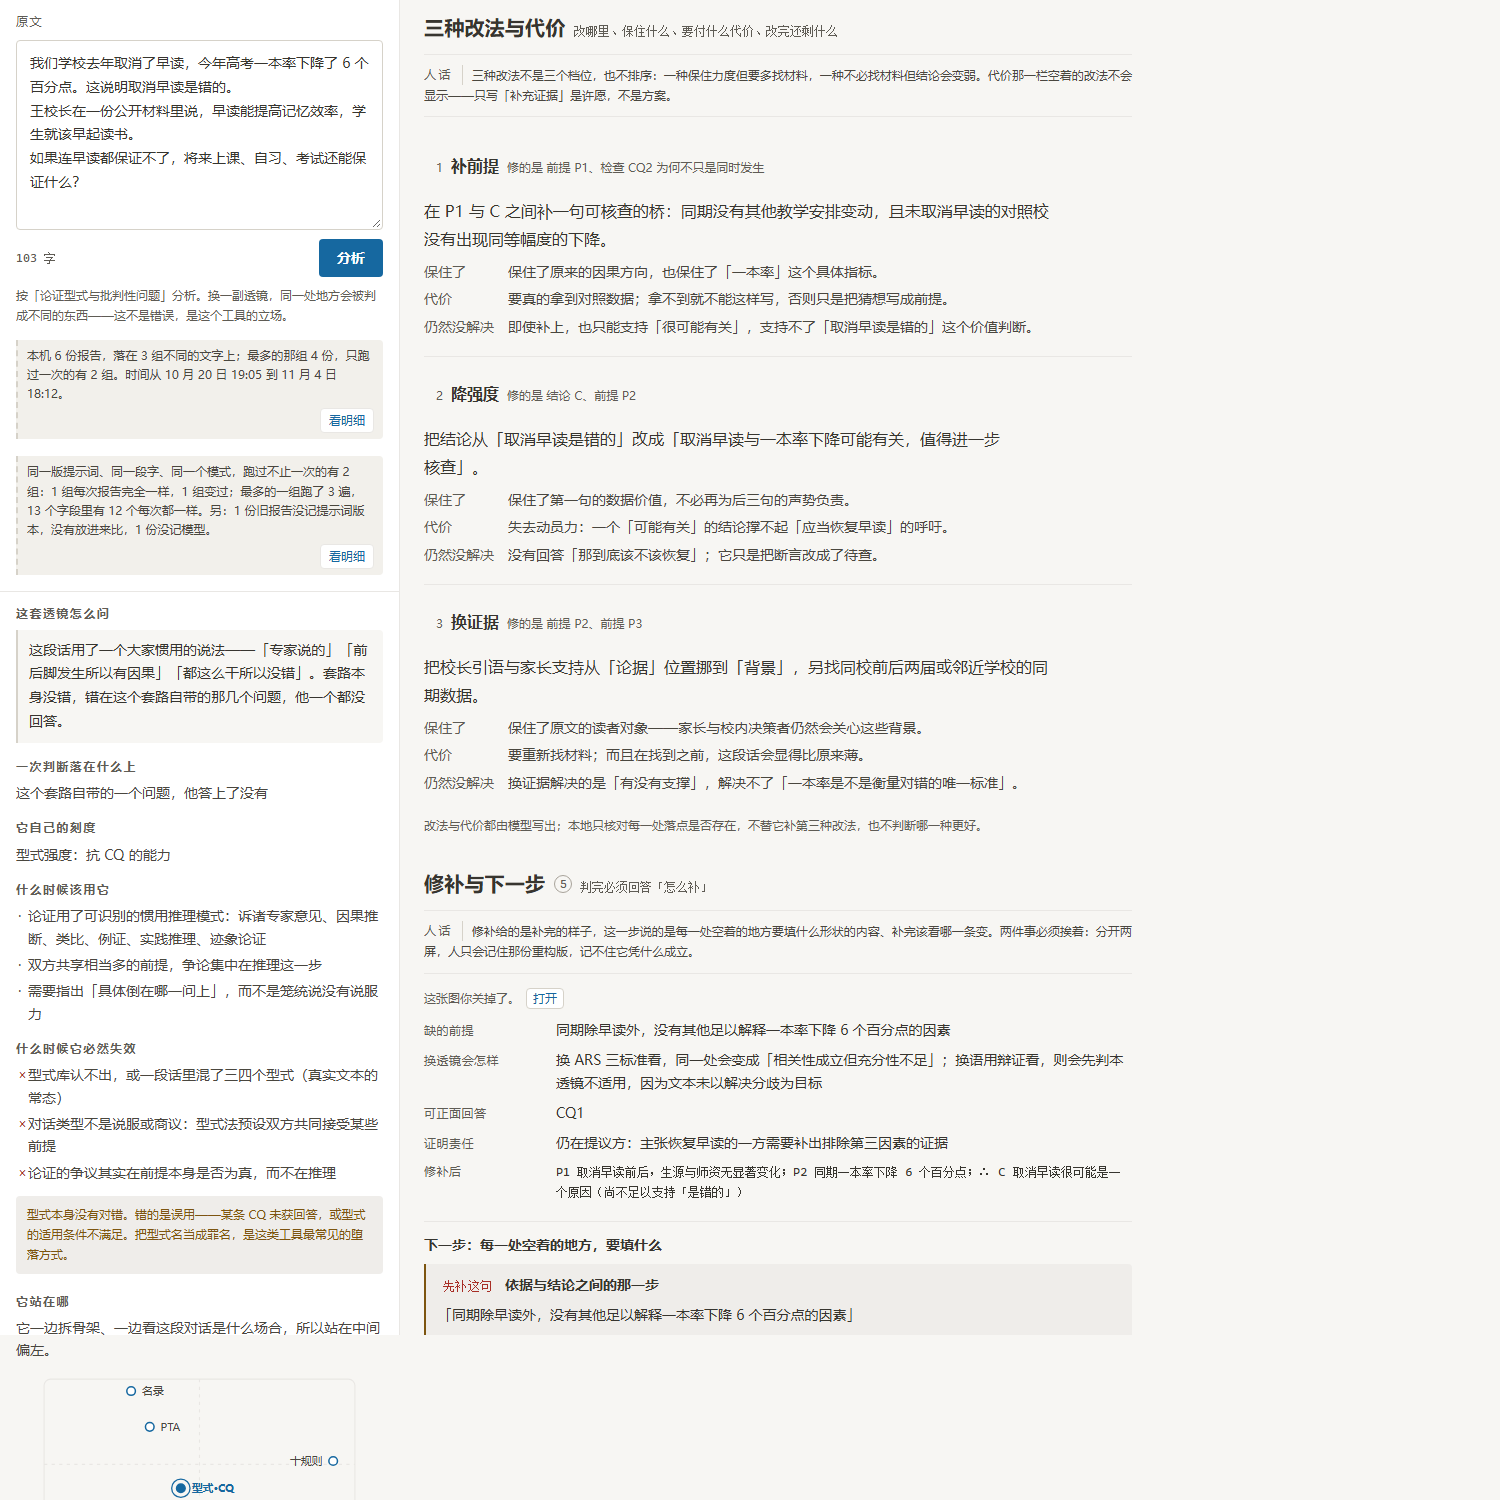 原文
我们学校去年取消了早读，今年高考一本率下降了 6 个
百分点。这说明取消早读是错的。
王校长在一份公开材料里说，早读能提高记忆效率，学
生就该早起读书。
如果连早读都保证不了，将来上课、自习、考试还能保
证什么？
103 字
分析
按「论证型式与批判性问题」分析。换一副透镜，同一处地方会被判
成不同的东西——这不是错误，是这个工具的立场。
本机 6 份报告，落在 3 组不同的文字上；最多的那组 4 份，只跑
过一次的有 2 组。时间从 10 月 20 日 19:05 到 11 月 4 日
18:12。
看明细
同一版提示词、同一段字、同一个模式，跑过不止一次的有 2
组：1 组每次报告完全一样，1 组变过；最多的一组跑了 3 遍，
13 个字段里有 12 个每次都一样。另：1 份旧报告没记提示词版
本，没有放进来比，1 份没记模型。
看明细
这套透镜怎么问
这段话用了一个大家惯用的说法——「专家说的」「前
后脚发生所以有因果」「都这么干所以没错」。套路本
身没错，错在这个套路自带的那几个问题，他一个都没
回答。
一次判断落在什么上
这个套路自带的一个问题，他答上了没有
它自己的刻度
型式强度：抗 CQ 的能力
什么时候该用它
· 论证用了可识别的惯用推理模式：诉诸专家意见、因果推
断、类比、例证、实践推理、迹象论证
· 双方共享相当多的前提，争论集中在推理这一步
· 需要指出「具体倒在哪一问上」，而不是笼统说没有说服
力
什么时候它必然失效
×型式库认不出，或一段话里混了三四个型式（真实文本的
常态）
×对话类型不是说服或商议：型式法预设双方共同接受某些
前提
×论证的争议其实在前提本身是否为真，而不在推理
型式本身没有对错。错的是误用——某条 CQ 未获回答，或型式
的适用条件不满足。把型式名当成罪名，是这类工具最常见的堕
落方式。
它站在哪
它一边拆骨架、一边看这段对话是什么场合，所以站在中间
偏左。
名录
PTA
十规则
型式·CQ
三种改法与代价 改哪里、保住什么、要付什么代价、改完还剩什么
人话 三种改法不是三个档位，也不排序：一种保住力度但要多找材料，一种不必找材料但结论会变弱。代价那一栏空着的改法不会
显示——只写「补充证据」是许愿，不是方案。
1 补前提 修的是 前提 P1、检查 CQ2 为何不只是同时发生
在 P1 与 C 之间补一句可核查的桥：同期没有其他教学安排变动，且未取消早读的对照校
没有出现同等幅度的下降。
保住了 保住了原来的因果方向，也保住了「一本率」这个具体指标。
代价 要真的拿到对照数据；拿不到就不能这样写，否则只是把猜想写成前提。
仍然没解决 即使补上，也只能支持「很可能有关」，支持不了「取消早读是错的」这个价值判断。
2 降强度 修的是 结论 C、前提 P2
把结论从「取消早读是错的」改成「取消早读与一本率下降可能有关，值得进一步
核查」。
保住了 保住了第一句的数据价值，不必再为后三句的声势负责。
代价 失去动员力：一个「可能有关」的结论撑不起「应当恢复早读」的呼吁。
仍然没解决 没有回答「那到底该不该恢复」；它只是把断言改成了待查。
3 换证据 修的是 前提 P2、前提 P3
把校长引语与家长支持从「论据」位置挪到「背景」，另找同校前后两届或邻近学校的同
期数据。
保住了 保住了原文的读者对象——家长与校内决策者仍然会关心这些背景。
代价 要重新找材料；而且在找到之前，这段话会显得比原来薄。
仍然没解决 换证据解决的是「有没有支撑」，解决不了「一本率是不是衡量对错的唯一标准」。
改法与代价都由模型写出；本地只核对每一处落点是否存在，不替它补第三种改法，也不判断哪一种更好。
修补与下一步 5 判完必须回答「怎么补」
人话 修补给的是补完的样子，这一步说的是每一处空着的地方要填什么形状的内容、补完该看哪一条变。两件事必须挨着：分开两
屏，人只会记住那份重构版，记不住它凭什么成立。
这张图你关掉了。 打开
缺的前提 同期除早读外，没有其他足以解释一本率下降 6 个百分点的因素
换透镜会怎样 换 ARS 三标准看，同一处会变成「相关性成立但充分性不足」；换语用辩证看，则会先判本
透镜不适用，因为文本未以解决分歧为目标
可正面回答 CQ1
证明责任 仍在提议方：主张恢复早读的一方需要补出排除第三因素的证据
修补后 P1 取消早读前后，生源与师资无显著变化；P2 同期一本率下降 6 个百分点；∴ C 取消早读很可能是一
个原因（尚不足以支持「是错的」）
下一步：每一处空着的地方，要填什么
先补这句 依据与结论之间的那一步
「同期除早读外，没有其他足以解释一本率下降 6 个百分点的因素」